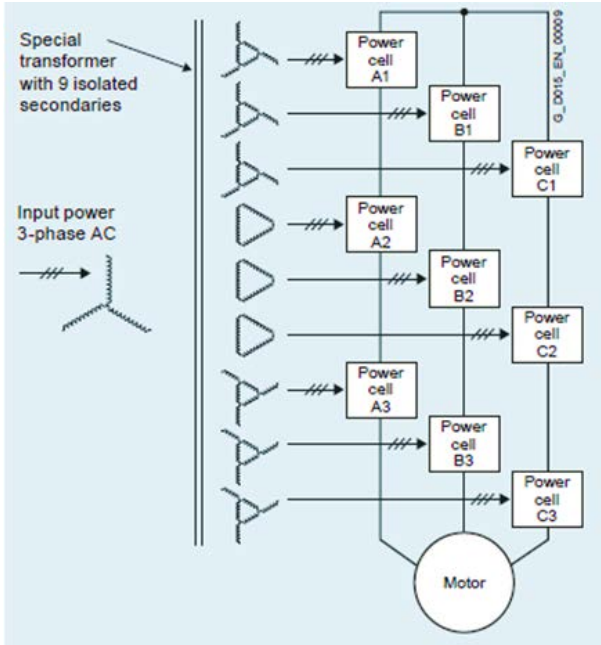 Special
transformer
with 9 isolated
secondaries
Input power
3-phase AC
Power
cell
A1
Power
cell
B1
Power
cell
C1
Power
cell
A2
Power
cell
B2
Power
cell
C2
Power
cell
A3
Power
cell
B3
Power
cell
C3
Motor
G_D015_EN_00009